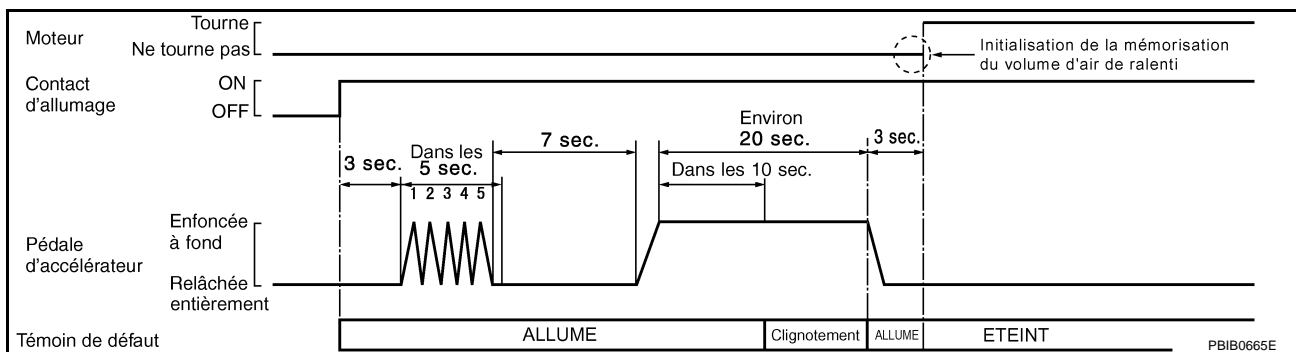 Moteur
Tourne
Ne tourne pas
Initialisation de la mémorisation
du volume d'air de ralenti
Contact
d'allumage
ON
OFF
3 sec.
Dans les
5 sec.
1 2 3 4 5
7 sec.
Environ
20 sec.
Dans les 10 sec.
3 sec.
Pédale
d'accélérateur
Enfoncée
à fond
Relâchée
entièrement
Témoin de défaut
ALLUME
Clignotement
ALLUME
ETEINT
PBIB0665E